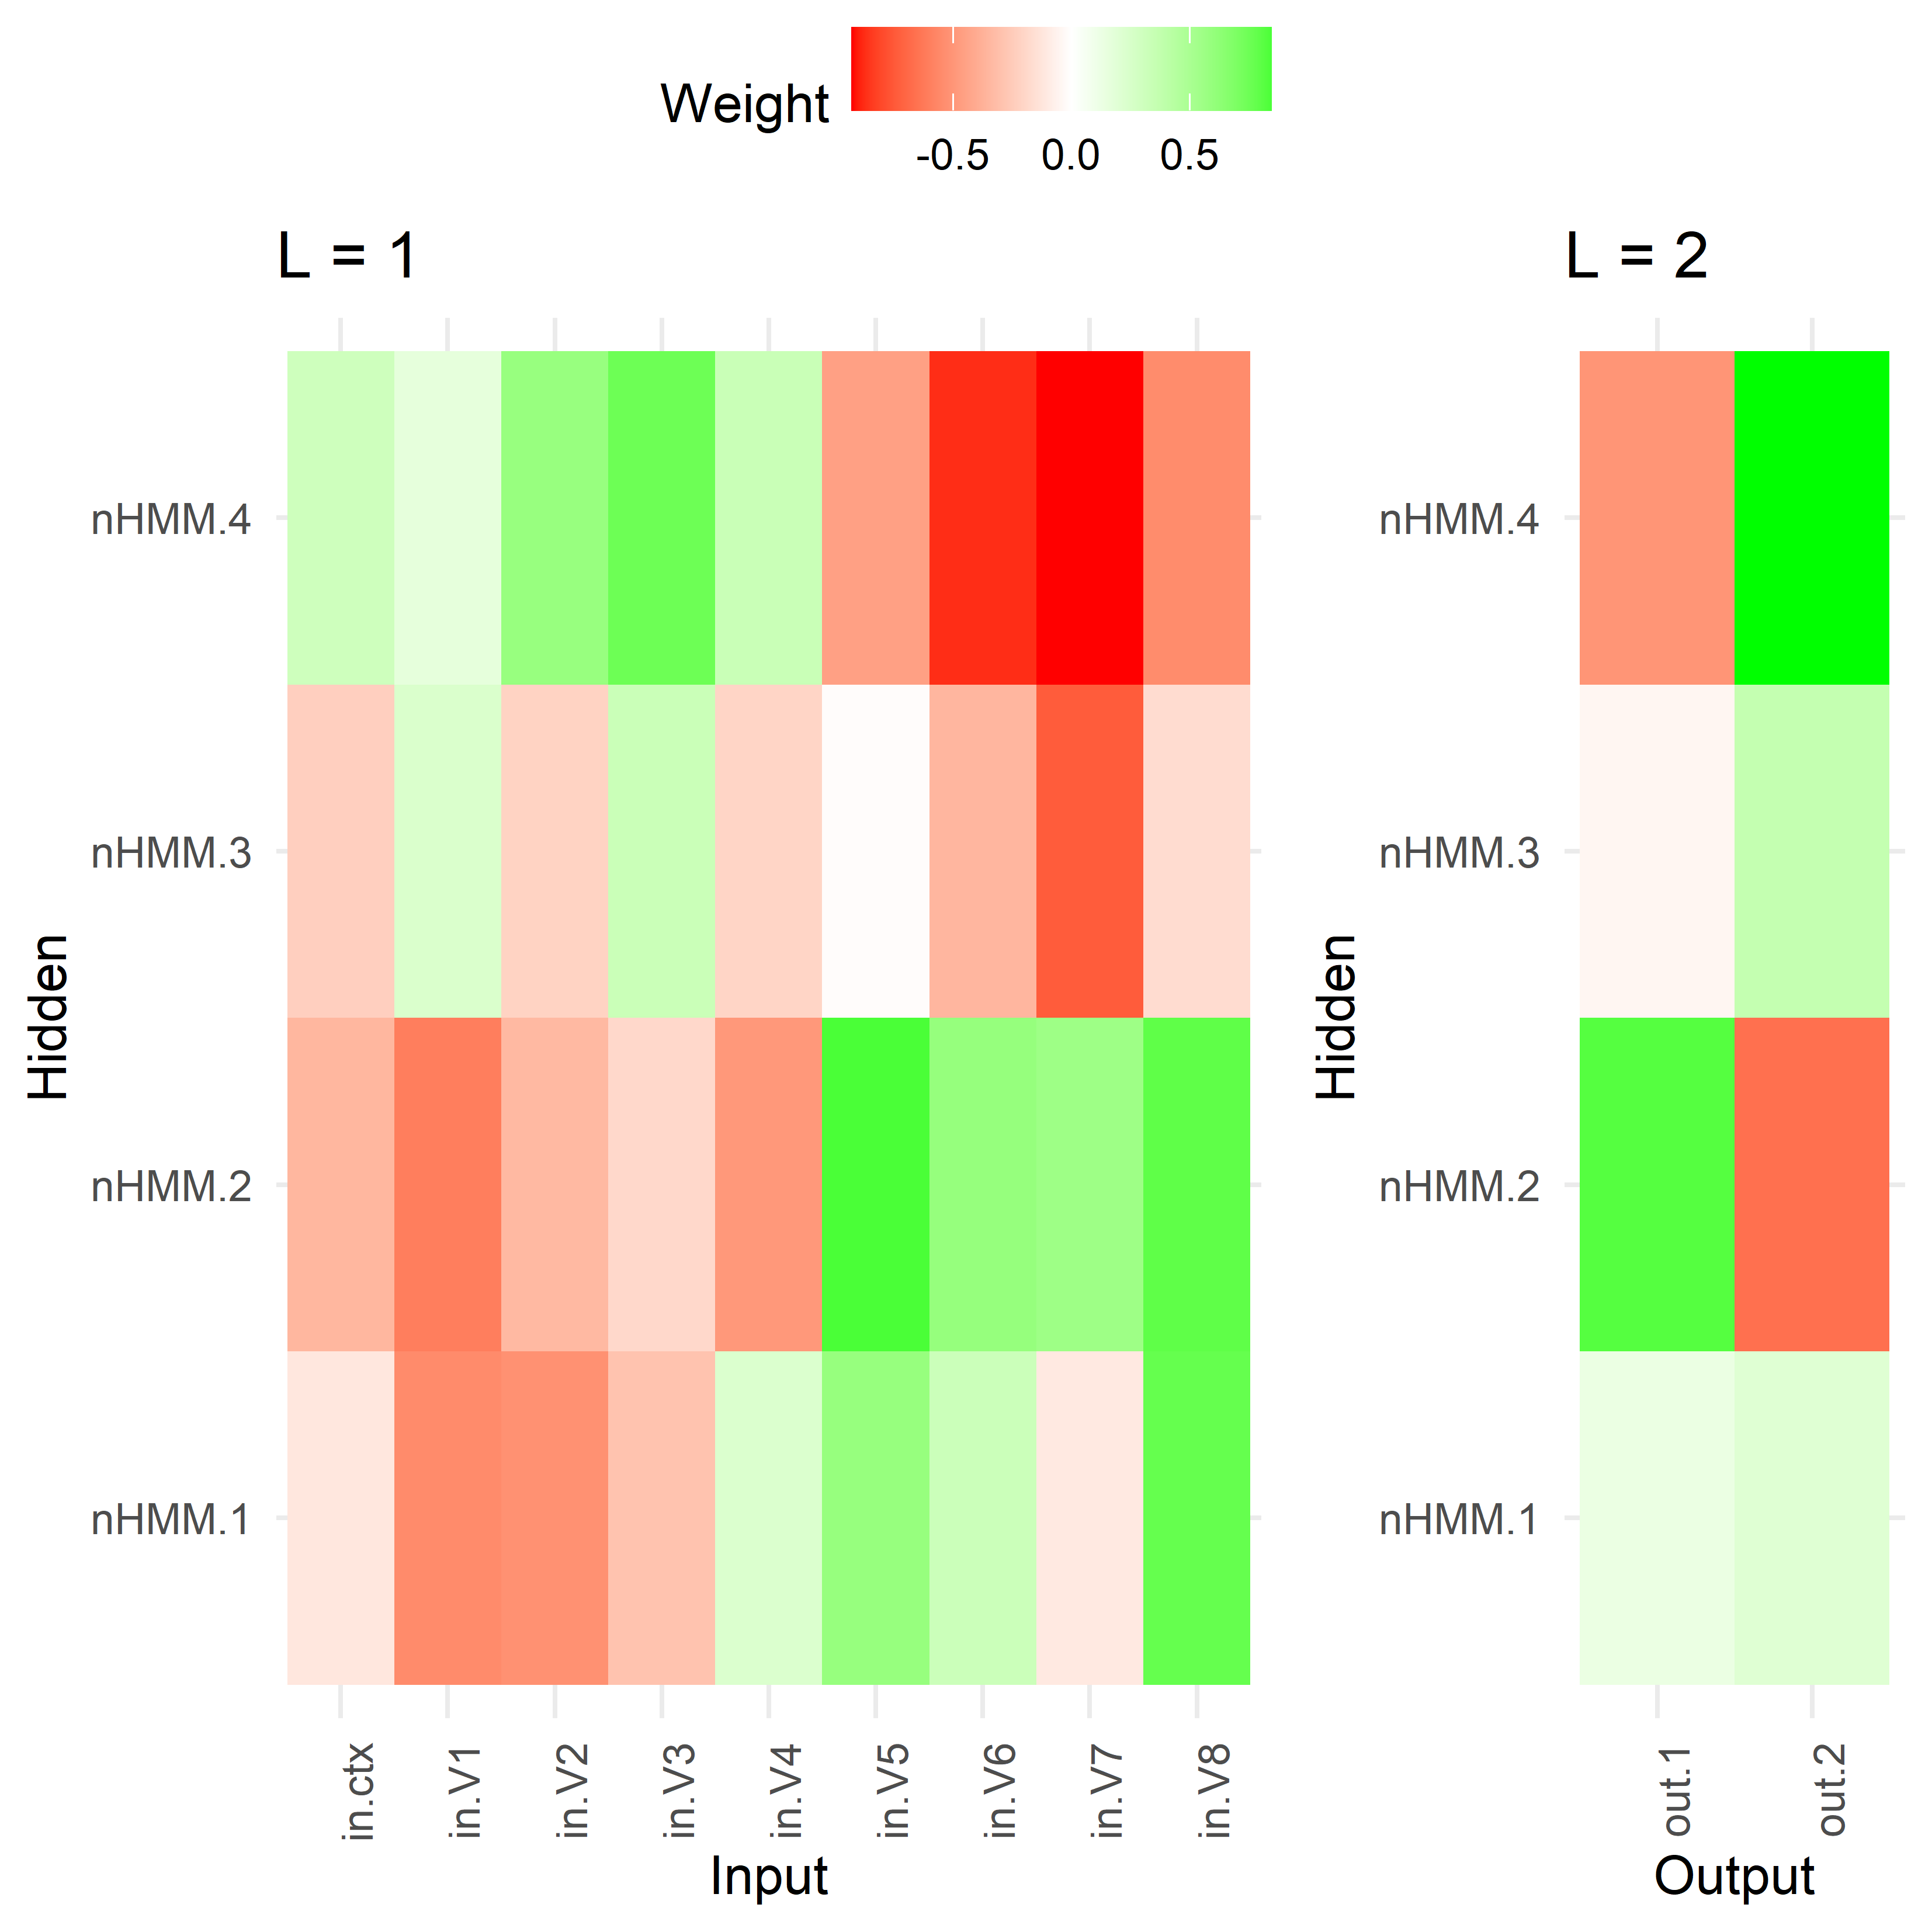 Weight
-0.5 0.0 0.5
L = 1
L = 2
nHMM.4
nHMM.3
nHMM.2
nHMM.1
Hidden
in.ctx in.V1 in.V2 in.V3 in.V4 in.V5 in.V6 in.V7 in.V8
Input
nHMM.4
nHMM.3
nHMM.2
nHMM.1
Hidden
out.1 out.2
Output